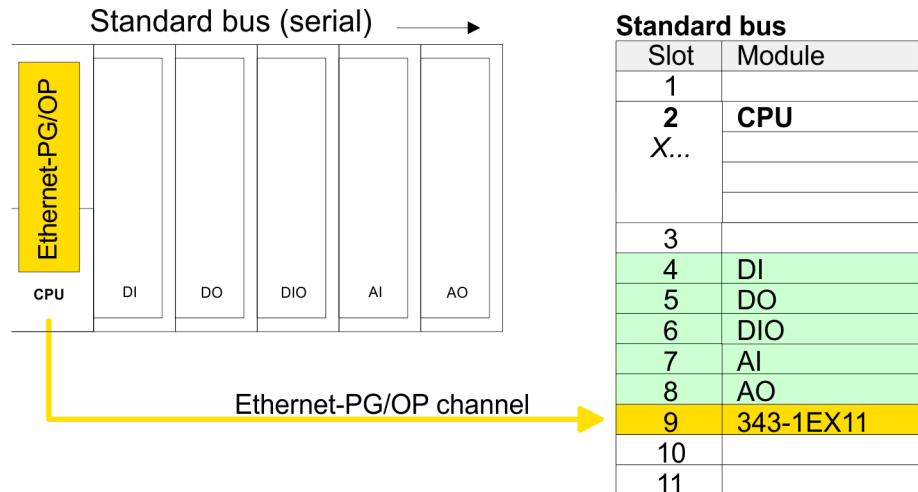 Standard bus (serial)
Ethernet-PG/OP
CPU
DI
DO
DIO
AI
AO
Ethernet-PG/OP channel
Standard bus
Slot Module
1
2 CPU
X...
3
4 DI
5 DO
6 DIO
7 AI
8 AO
9 343-1EX11
10
11